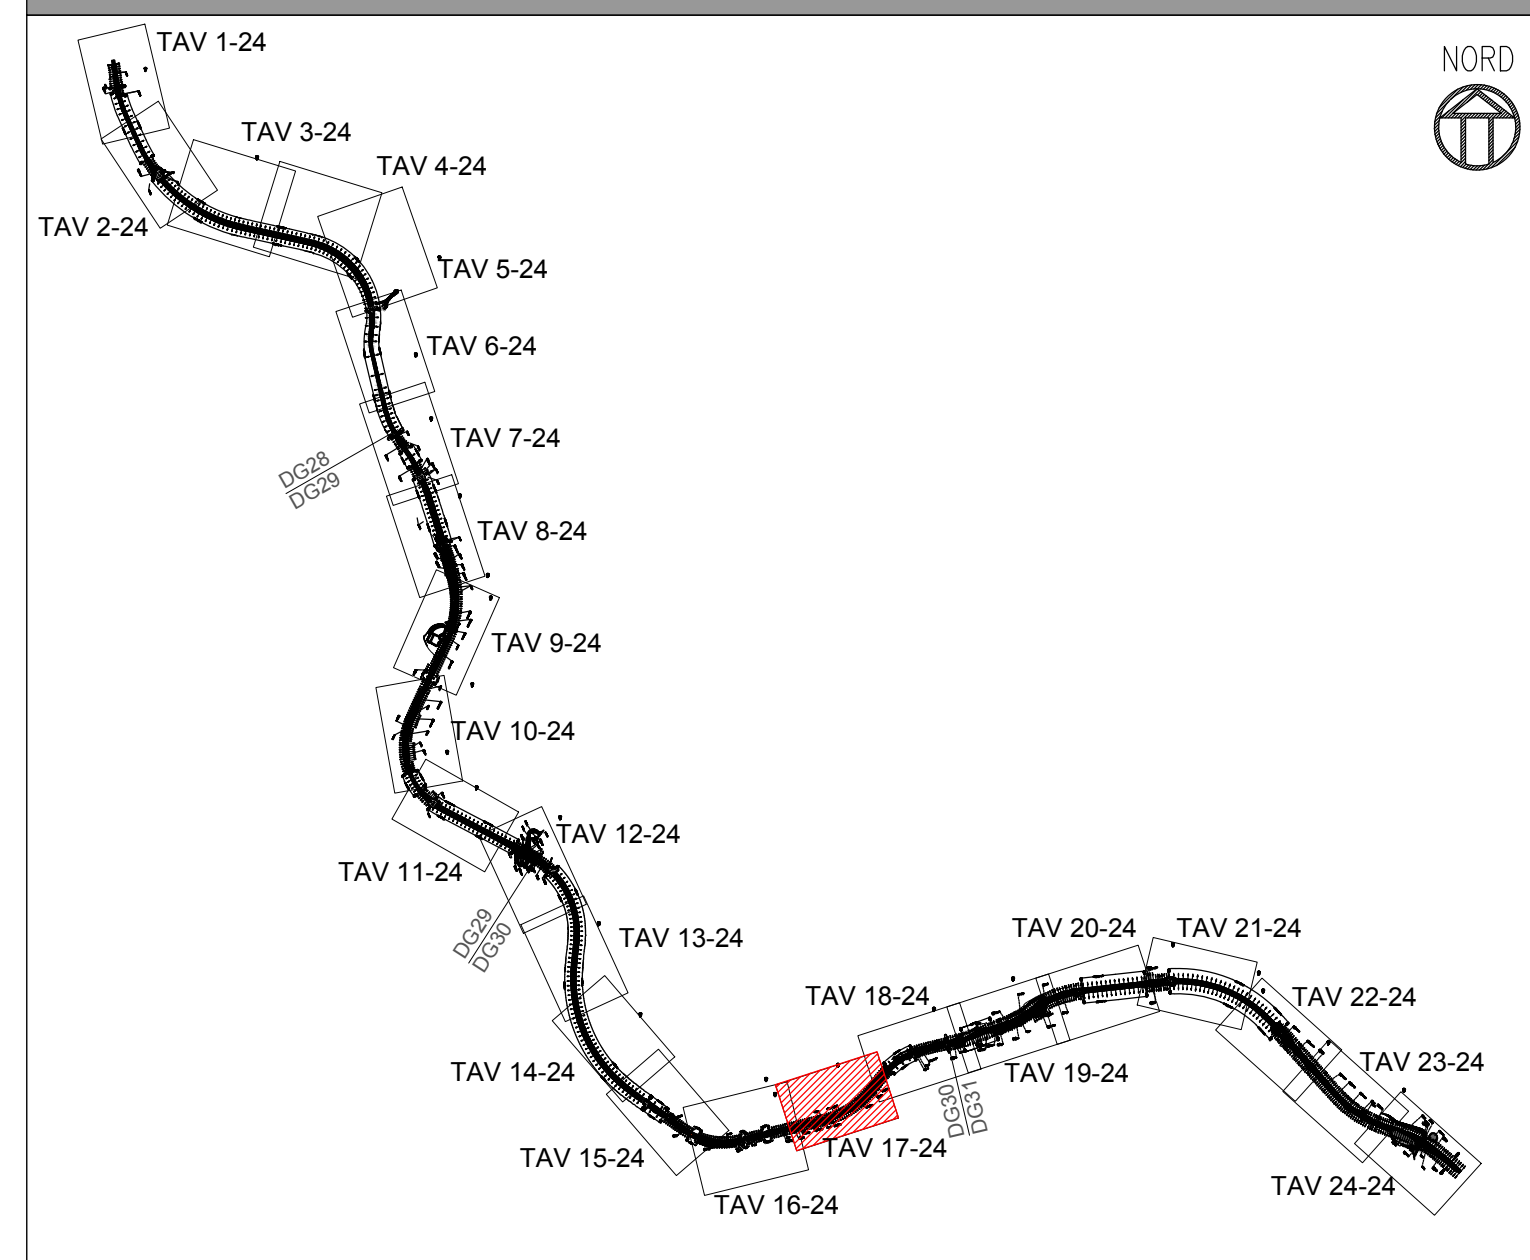 TAV 1-24
NORD
TAV 3-24
TAV 4-24
TAV 2-24
TAV 5-24
TAV 6-24
TAV 7-24
DG28
DG29
TAV 8-24
TAV 9-24
TAV 10-24
TAV 12-24
TAV 11-24
DG29
DG30
TAV 13-24
TAV 20-24
TAV 21-24
TAV 18-24
TAV 22-24
TAV 14-24
TAV 19-24
TAV 23-24
DG30
DG31
TAV 15-24
TAV 17-24
TAV 24-24
TAV 16-24